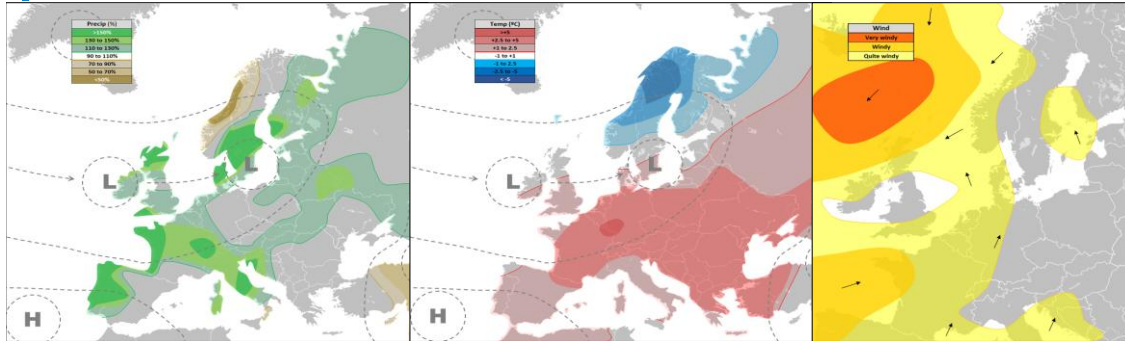 Precip (%)
>150%
130 to 150%
110 to 130%
90 to 110%
70 to 90%
50 to 70%
<50%
L
L
H
Temp (ºC)
>+5
+2.5 to +5
+1 to 2.5
-1 to +1
-1 to 2.5
-2.5 to -5
< -5
L
L
H
Wind
Very windy
Windy
Quite windy